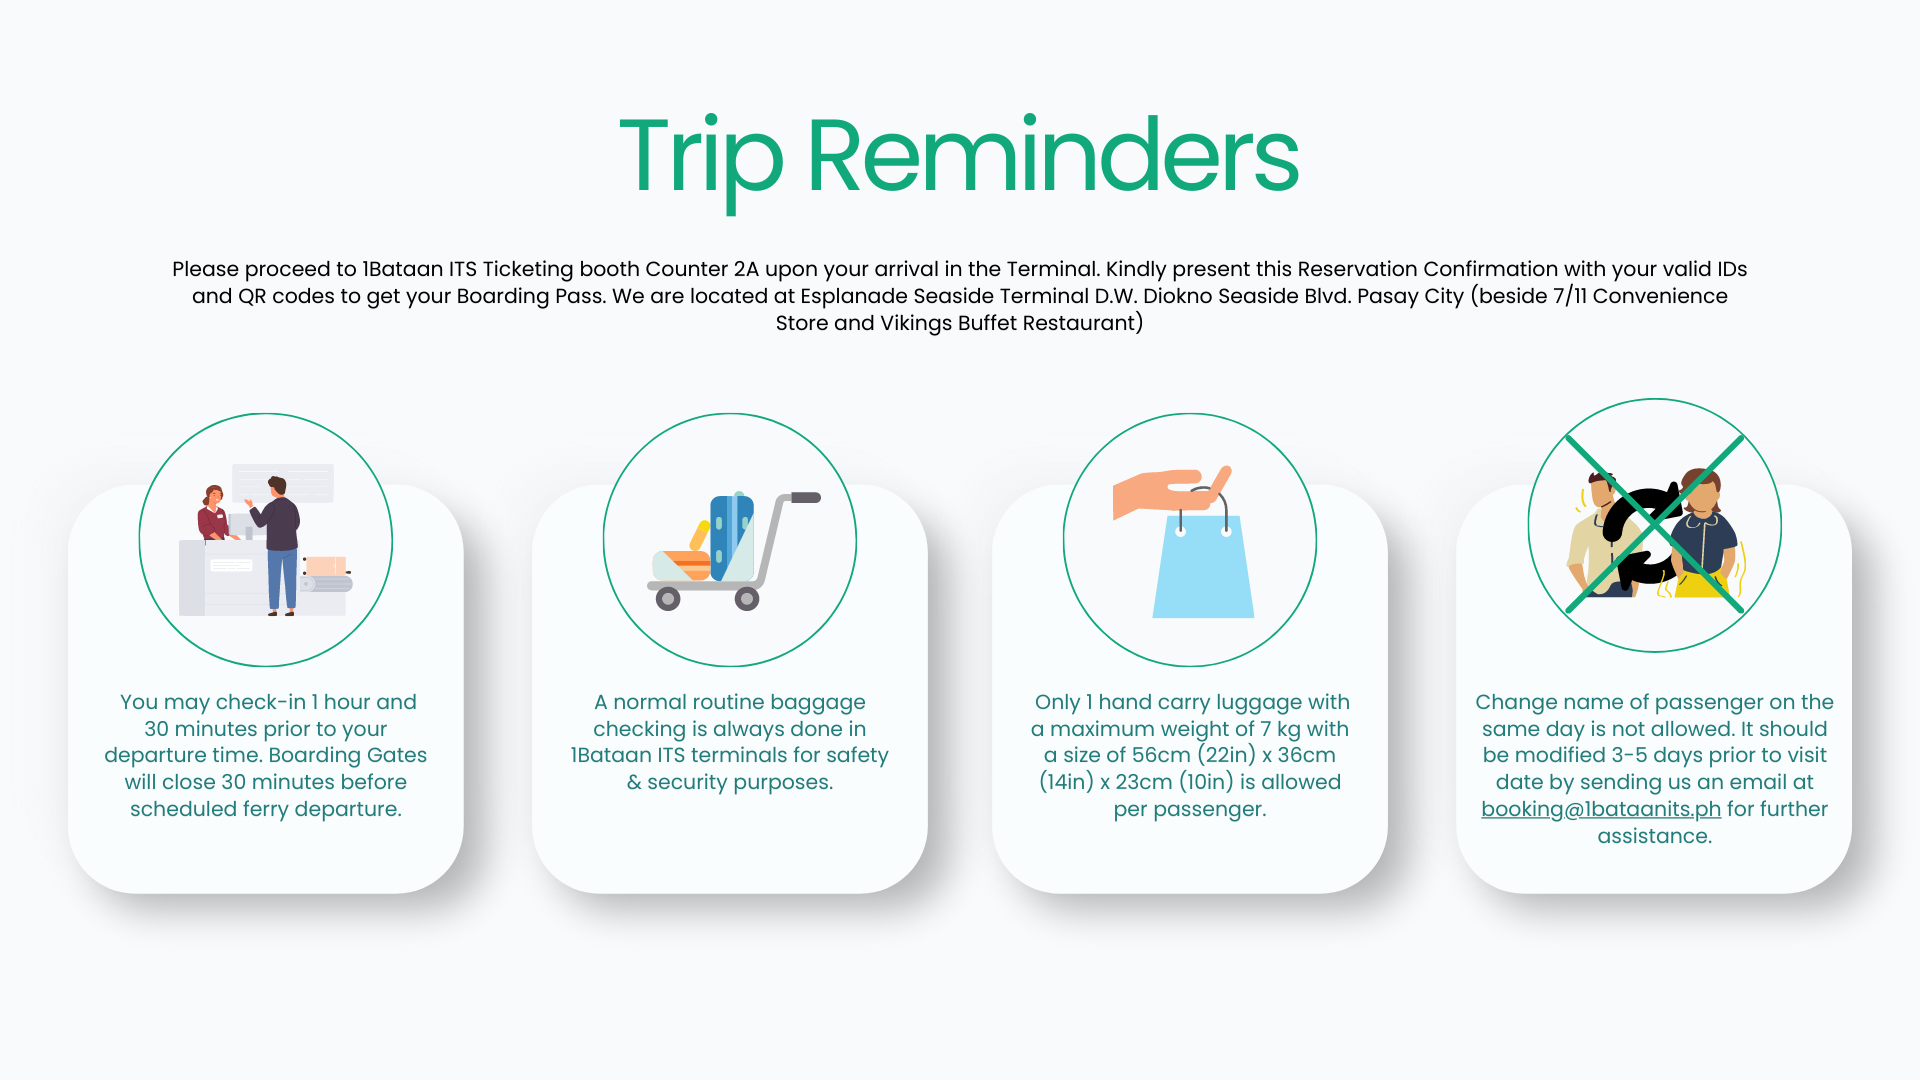 Trip Reminders
Please proceed to 1Bataan ITS Ticketing booth Counter 2A upon your arrival in the Terminal. Kindly present this Reservation Confirmation with your valid IDs
and QR codes to get your Boarding Pass. We are located at Esplanade Seaside Terminal D.W. Diokno Seaside Blvd. Pasay City (beside 7/11 Convenience
Store and Vikings Buffet Restaurant)
You may check-in 1 hour and
30 minutes prior to your
departure time. Boarding Gates
will close 30 minutes before
scheduled ferry departure.
A normal routine baggage
checking is always done in
1Bataan ITS terminals for safety
& security purposes.
Only 1 hand carry luggage with
a maximum weight of 7 kg with
a size of 56cm (22in) x 36cm
(14in) x 23cm (10in) is allowed
per passenger.
Change name of passenger on the
same day is not allowed. It should
be modified 3-5 days prior to visit
date by sending us an email at
booking@1bataanits.ph for further
assistance.